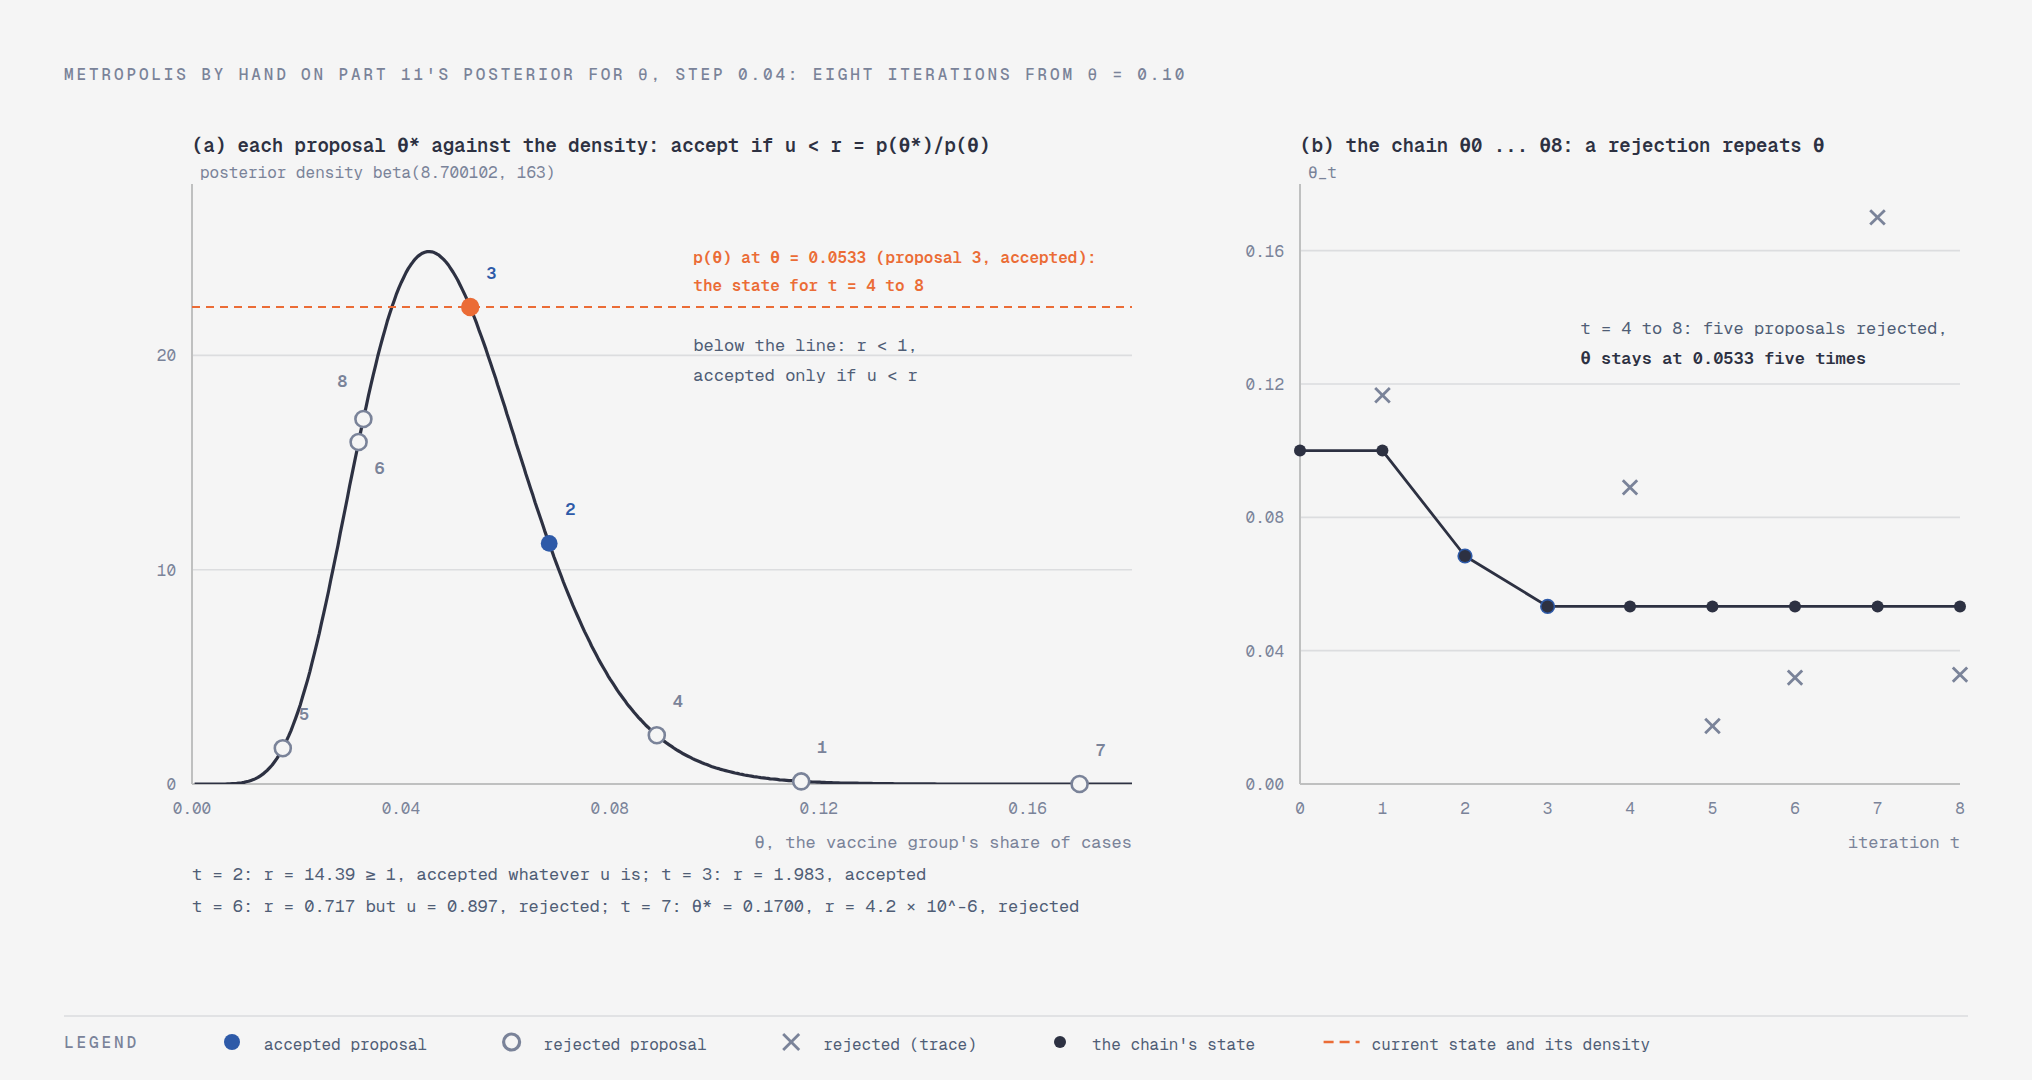 METROPOLIS BY HAND ON PART 11'S POSTERIOR FOR θ, STEP 0.04: EIGHT ITERATIONS FROM θ = 0.10
(a) each proposal θ* against the density: accept if u < r = p(θ*)/p(θ)
posterior density beta(8.700102, 163)
p(θ) at θ = 0.0533 (proposal 3, accepted):
the state for t = 4 to 8
below the line: r < 1,
accepted only if u < r
3
8
6
2
5
4
1
7
20
10
0
0.00
0.04
0.08
0.12
0.16
θ, the vaccine group's share of cases
t = 2: r = 14.39 ≥ 1, accepted whatever u is; t = 3: r = 1.983, accepted
t = 6: r = 0.717 but u = 0.897, rejected; t = 7: θ* = 0.1700, r = 4.2 × 10^-6, rejected
(b) the chain θ0 ... θ8: a rejection repeats θ
θ_t
t = 4 to 8: five proposals rejected,
θ stays at 0.0533 five times
0.16
0.12
0.08
0.04
0.00
0
1
2
3
4
5
6
7
8
iteration t
LEGEND
accepted proposal
rejected proposal
rejected (trace)
the chain's state
current state and its density